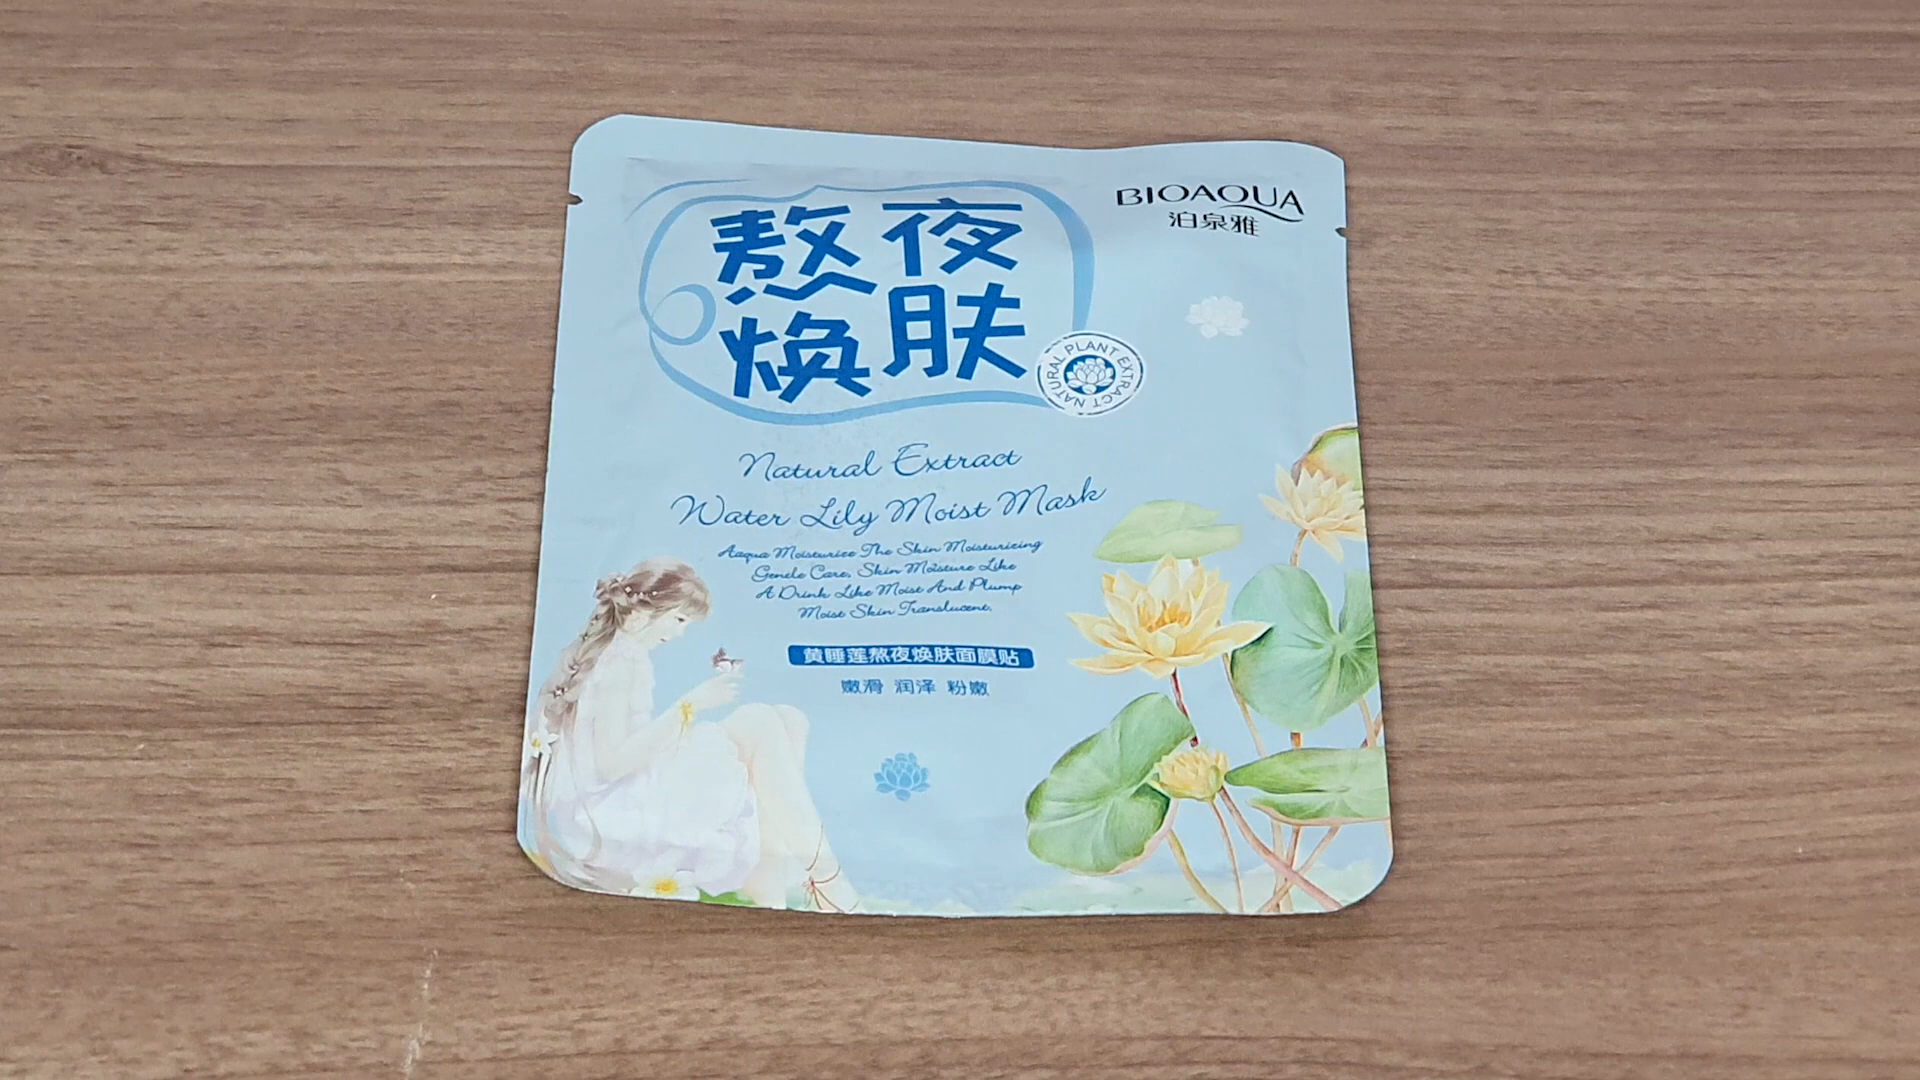 BIOAQUA
泊泉雅
熬夜
焕肤
NATURAL PLANT EXTRACT
Natural Extract
Water Lily Moist Mask
Aaqua Moisturize The Skin Moisturizing
Gentle Care, Skin Moisture Like
A Drink Like Moist And Plump
Moist Skin Translucent.
黄睡莲熬夜焕肤面膜贴
嫩滑 润泽 粉嫩